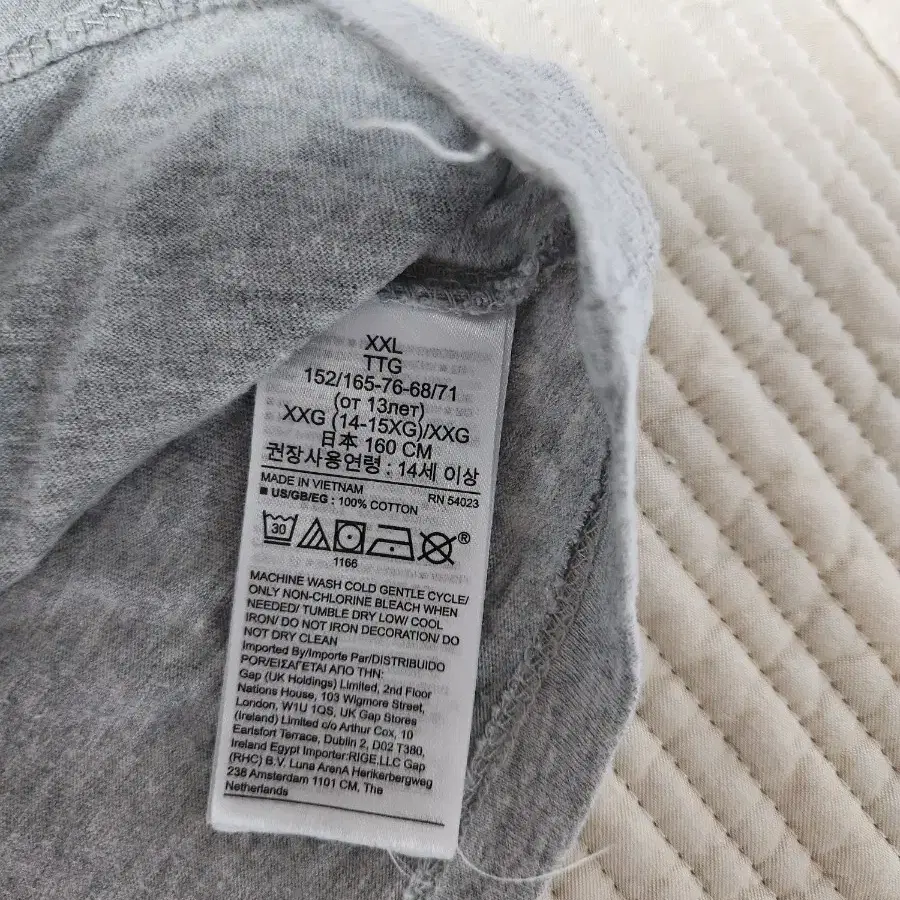 XXL
TTG
152/165-76-68/71
(от 13лет)
XXG (14-15XG)/XXG
日本 160 CM
권장사용연령 : 14세 이상
MADE IN VIETNAM RN 54023
■ US/GB/EG : 100% COTTON
30 ®
1166
MACHINE WASH COLD GENTLE CYCLE/
ONLY NON-CHLORINE BLEACH WHEN
NEEDED/ TUMBLE DRY LOW/ COOL
IRON/ DO NOT IRON DECORATION/ DO
NOT DRY CLEAN
Imported By/Importe Par/DISTRIBUIDO
POR/ΕΙΣΑΓΕΤΑΙ ΑΠΟ ΤΗΝ:
Gap (UK Holdings) Limited, 2nd Floor
Nations House, 103 Wigmore Street,
London, W1U 1QS, UK Gap Stores
(Ireland) Limited c/o Arthur Cox, 10
Earlsfort Terrace, Dublin 2, D02 T380,
Ireland Egypt Importer:RIGE,LLC Gap
(RHC) B.V. Luna ArenA Herikerbergweg
238 Amsterdam 1101 CM, The
Netherlands